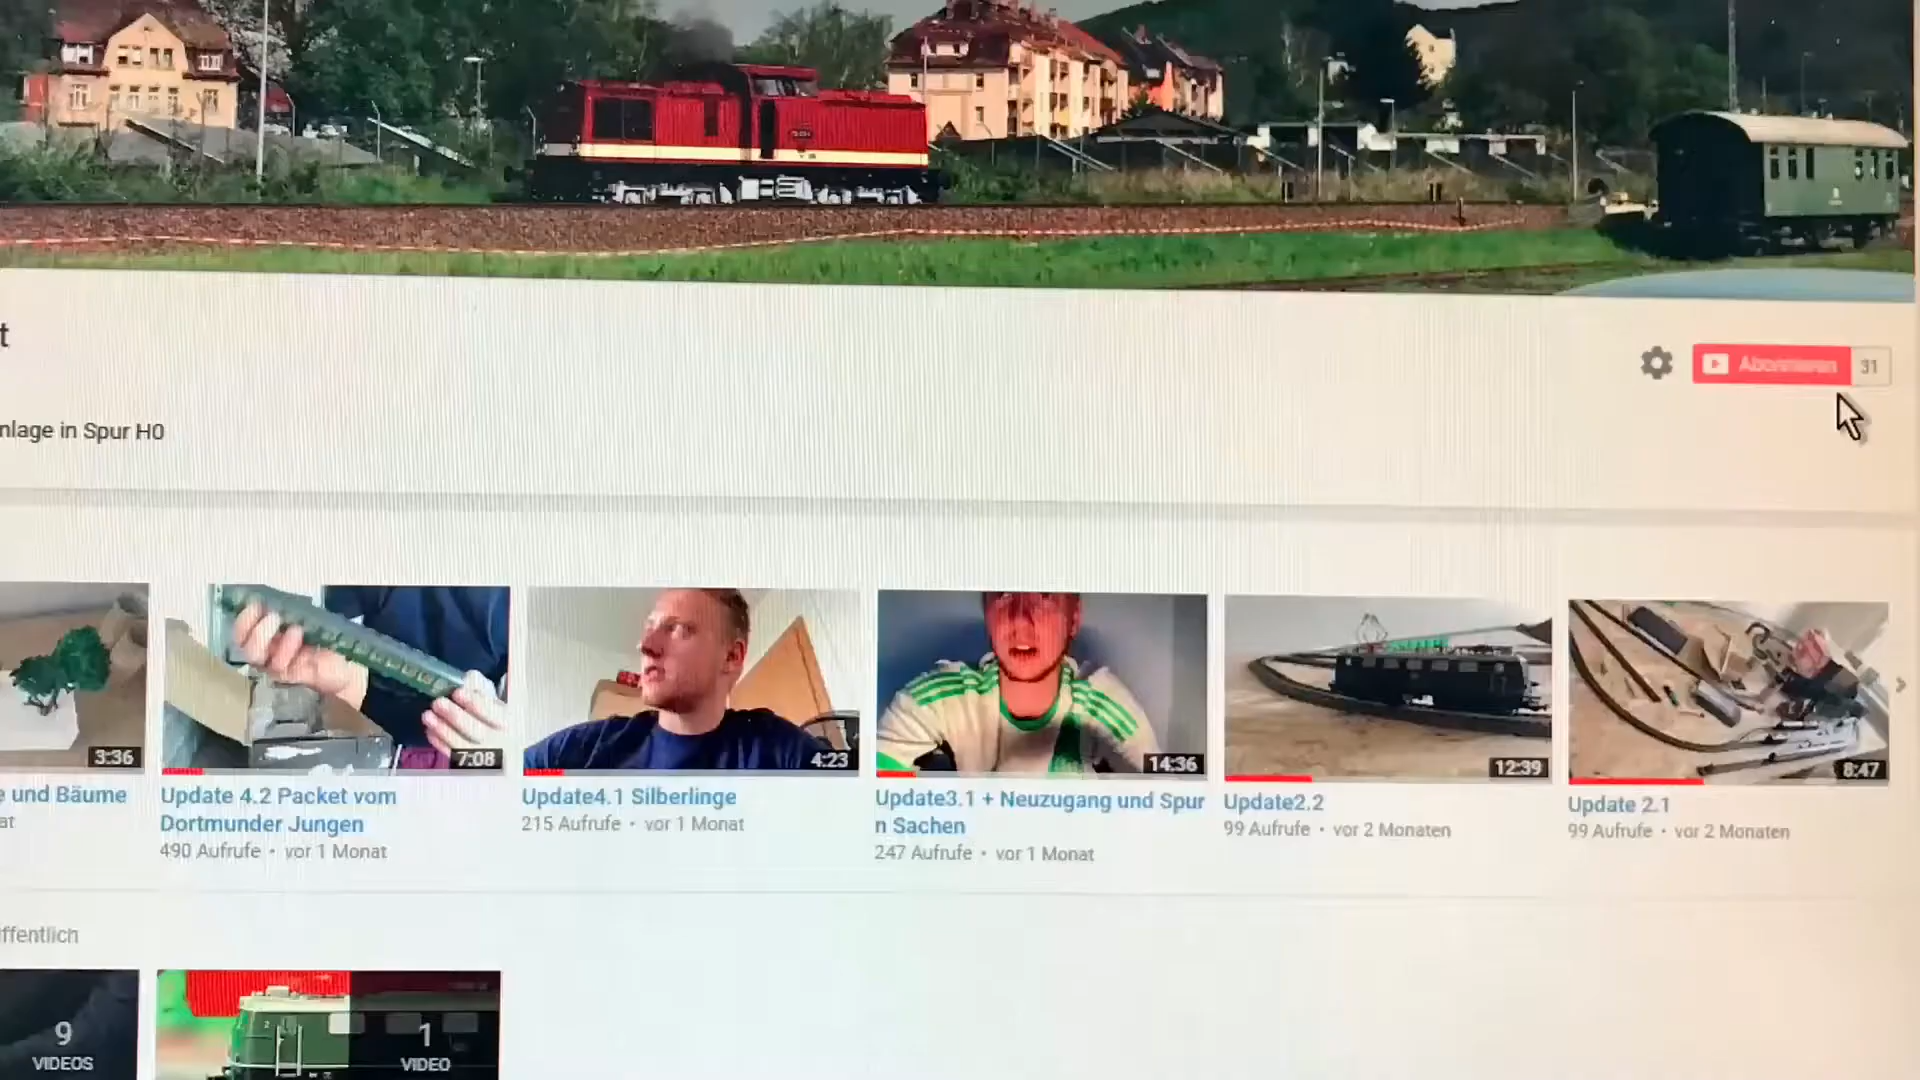 t
Abonnieren 31
nlage in Spur H0
3:36
7:08
4:23
14:36
12:39
8:47
e und Bäume
at
Update 4.2 Packet vom
Dortmunder Jungen
490 Aufrufe • vor 1 Monat
Update4.1 Silberlinge
215 Aufrufe • vor 1 Monat
Update3.1 + Neuzugang und Spur
n Sachen
247 Aufrufe • vor 1 Monat
Update2.2
99 Aufrufe • vor 2 Monaten
Update 2.1
99 Aufrufe • vor 2 Monaten
ffentlich
9
VIDEOS
1
VIDEO